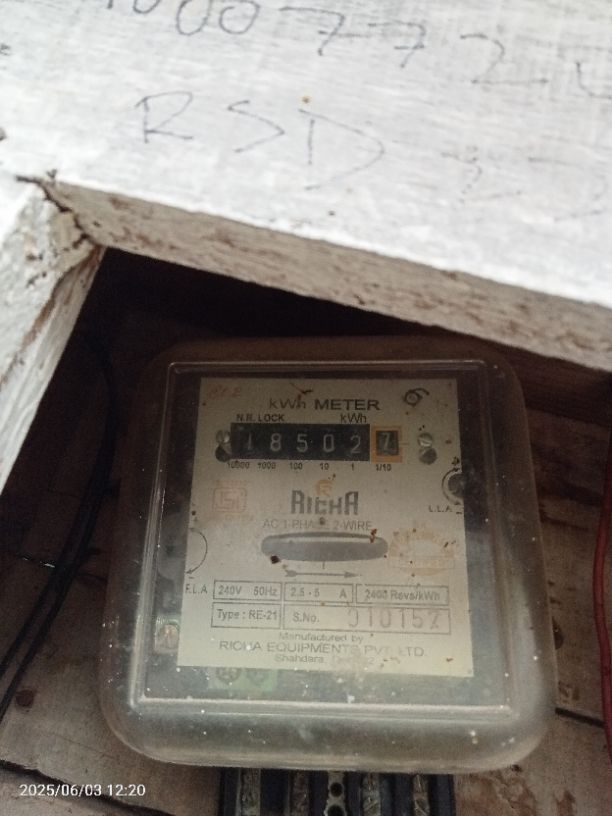 RSD
kWh METER
N.R. LOCK kWh
18502 7
10000 1000 100 10 1 1/10
RICHA
AC 1-PHASE 2-WIRE
L.L.A.
F.L.A
240V 50Hz 2.5 - 5 A 2400 Revs/kWh
Type : RE-21 S.No. 010152
Manufactured by
RICHA EQUIPMENTS PVT. LTD.
Shahdara,
2025/06/03 12:20